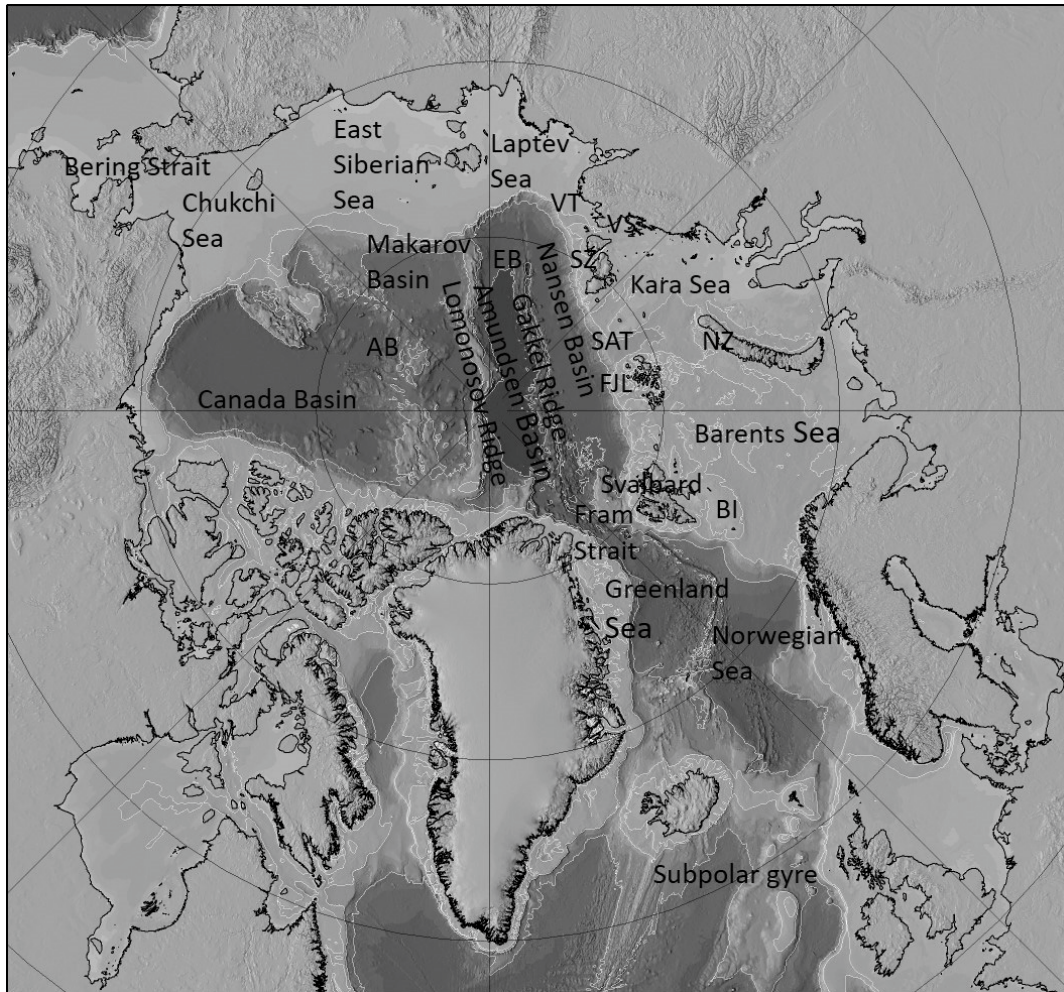 East
Siberian
Sea
Laptev
Sea
Bering Strait
Chukchi
Sea
VT
VS
Makarov
Basin
EB
SZ
Nansen Basin
Kara Sea
Lomonosov Ridge
Amundsen Basin
Gakkel Ridge
AB
SAT
NZ
FJL
Canada Basin
Barents Sea
Svalbard
BI
Fram
Strait
Greenland
Sea
Norwegian
Sea
Subpolar gyre